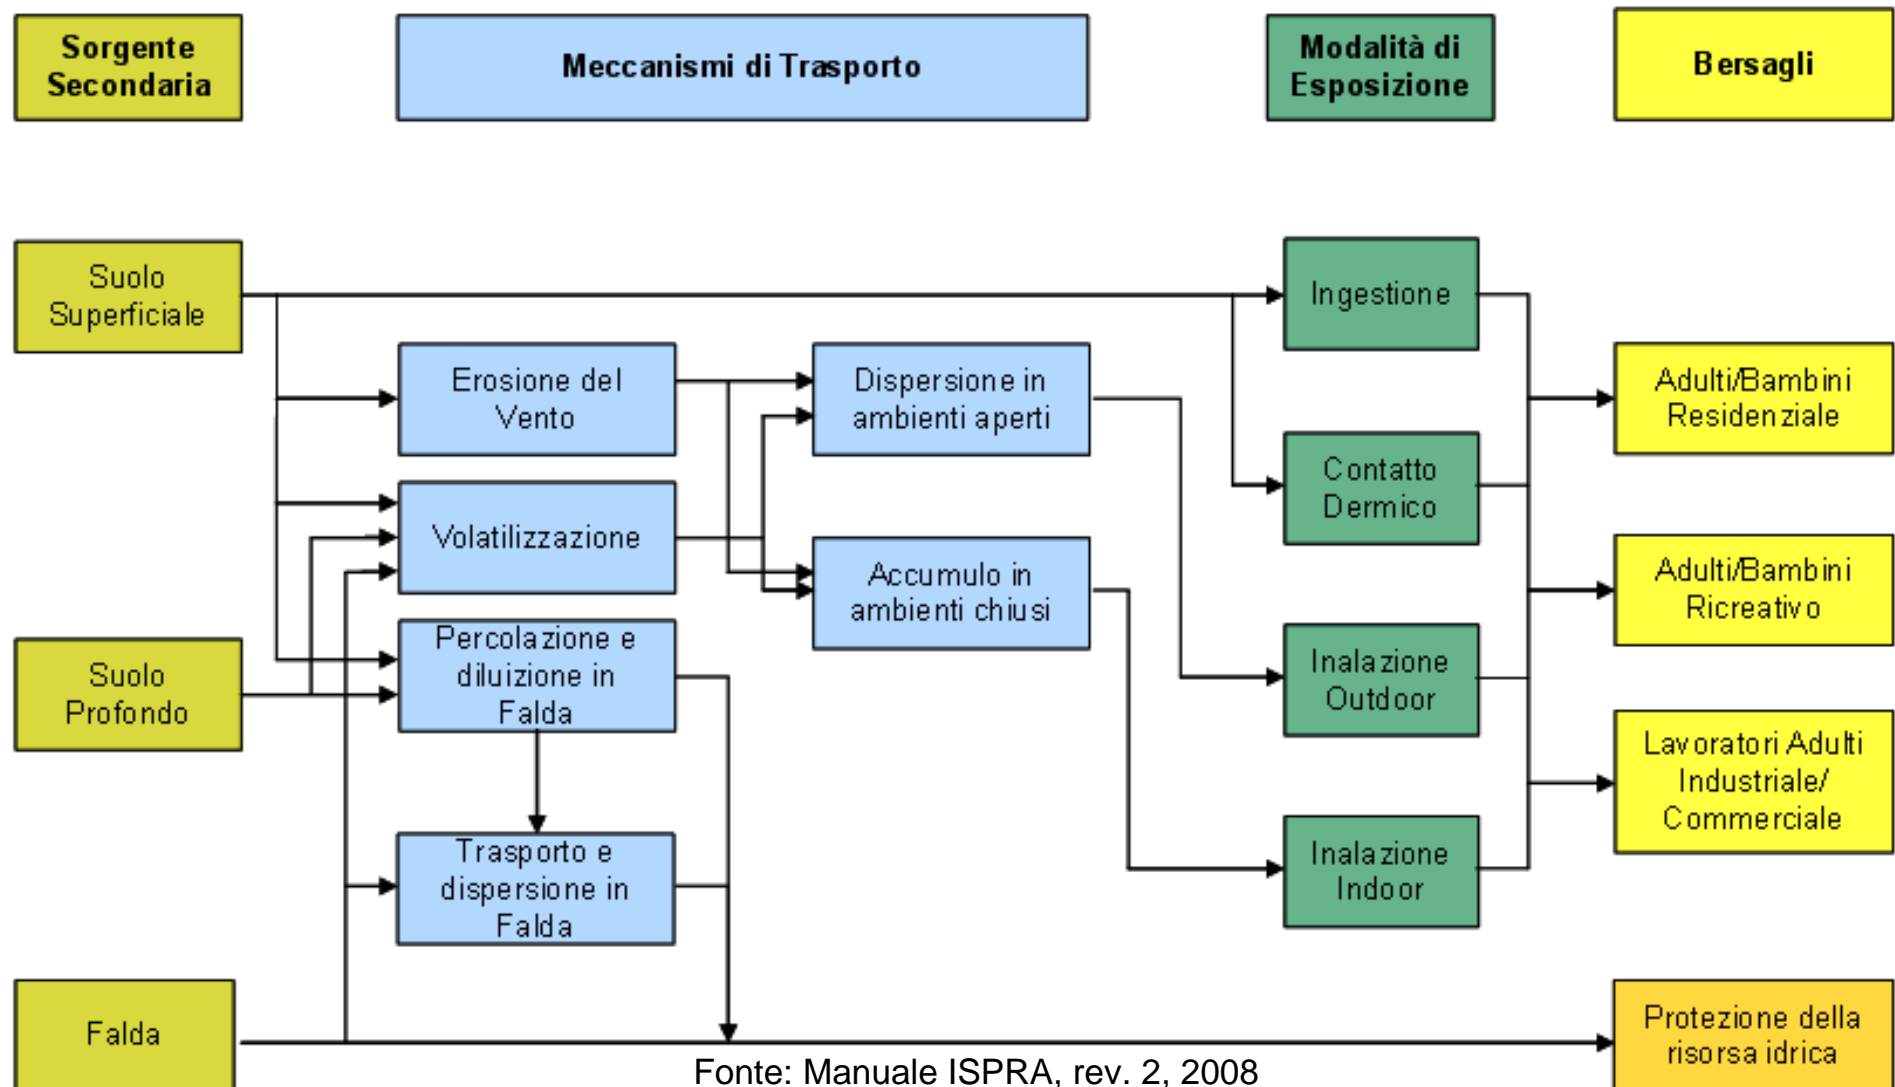 Sorgente
Secondaria
Meccanismi di Trasporto
Modalità di
Esposizione
Bersagli
Suolo
Superficiale
Erosione del
Vento
Dispersione in
ambienti aperti
Ingestione
Adulti/Bambini
Residenziale
Volatilizzazione
Contatto
Dermico
Accumulo in
ambienti chiusi
Adulti/Bambini
Ricreativo
Suolo
Profondo
Percolazione e
diluizione in
Falda
Inalazione
Outdoor
Lavoratori Adulti
Industriale/
Commerciale
Trasporto e
dispersione in
Falda
Inalazione
Indoor
Falda
Protezione della
risorsa idrica
Fonte: Manuale ISPRA, rev. 2, 2008